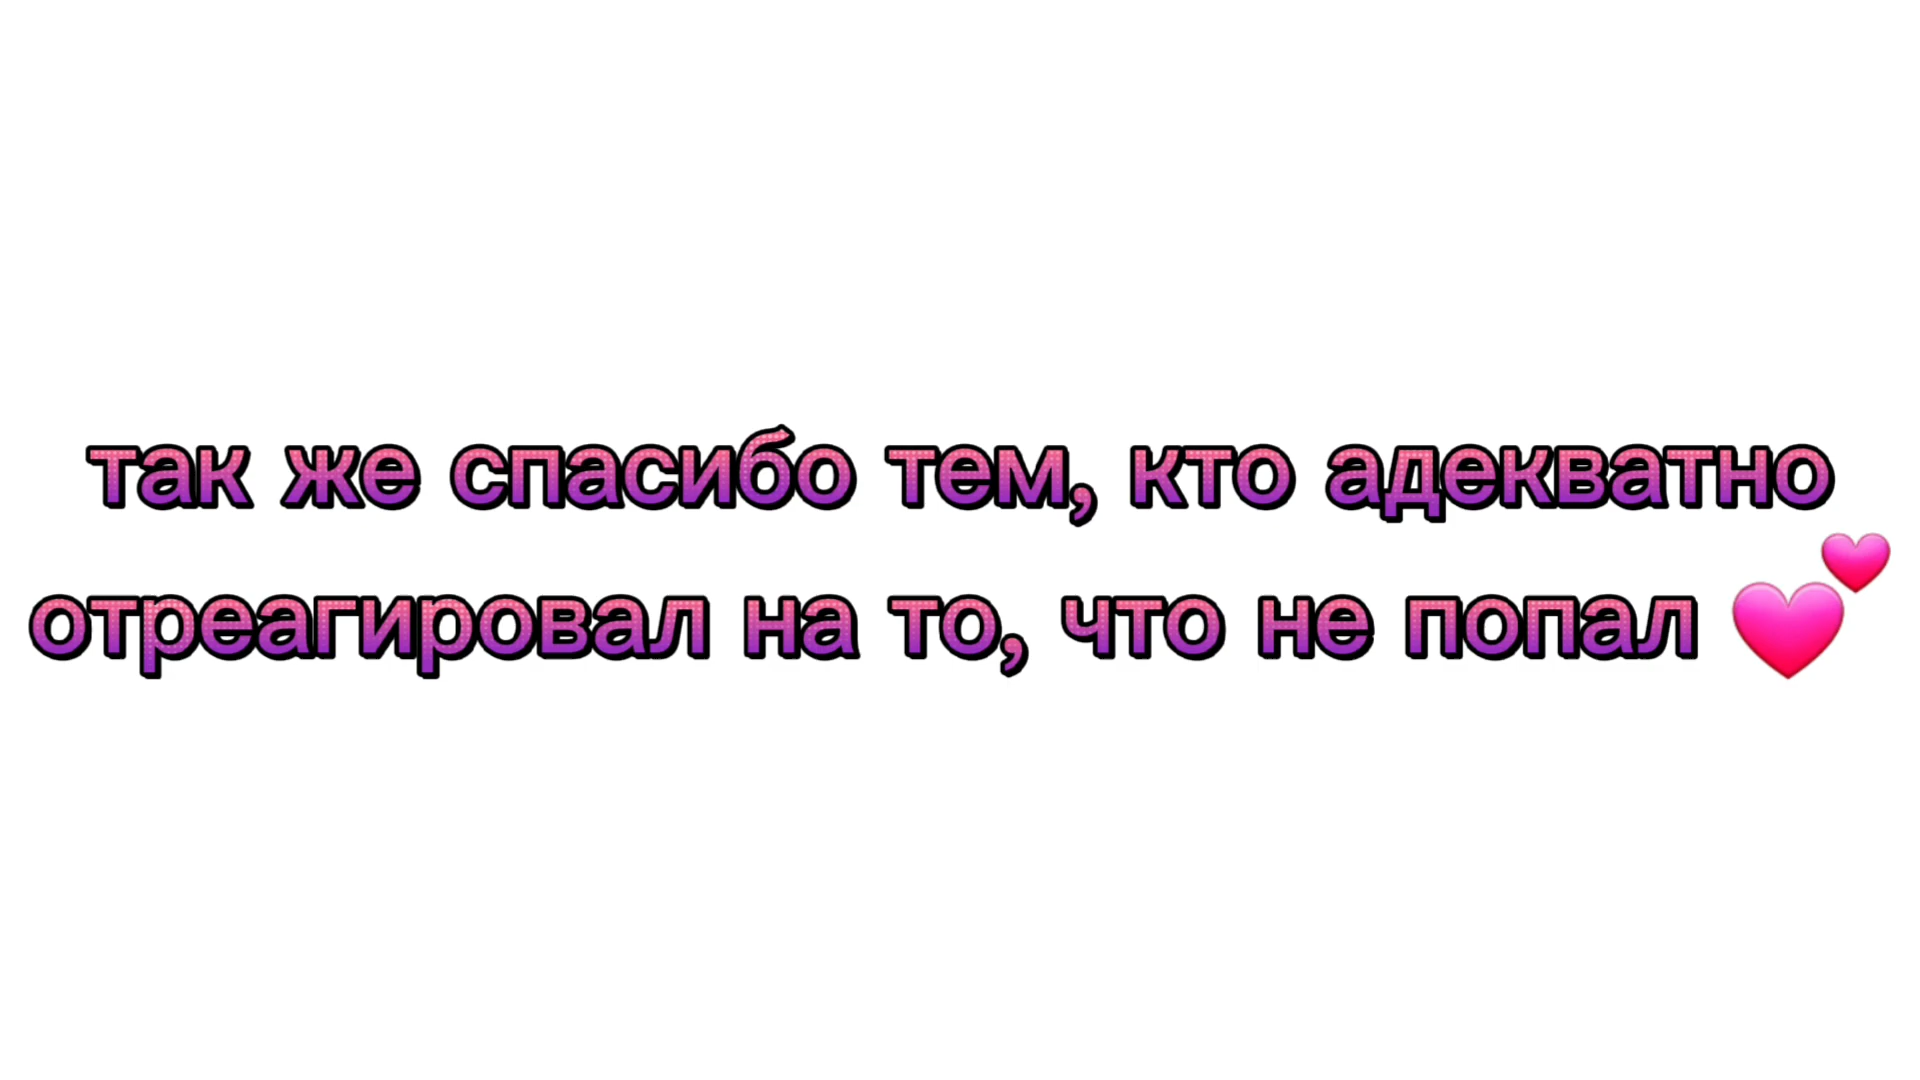 так же спасибо тем, кто адекватно
отреагировал на то, что не попал 💕